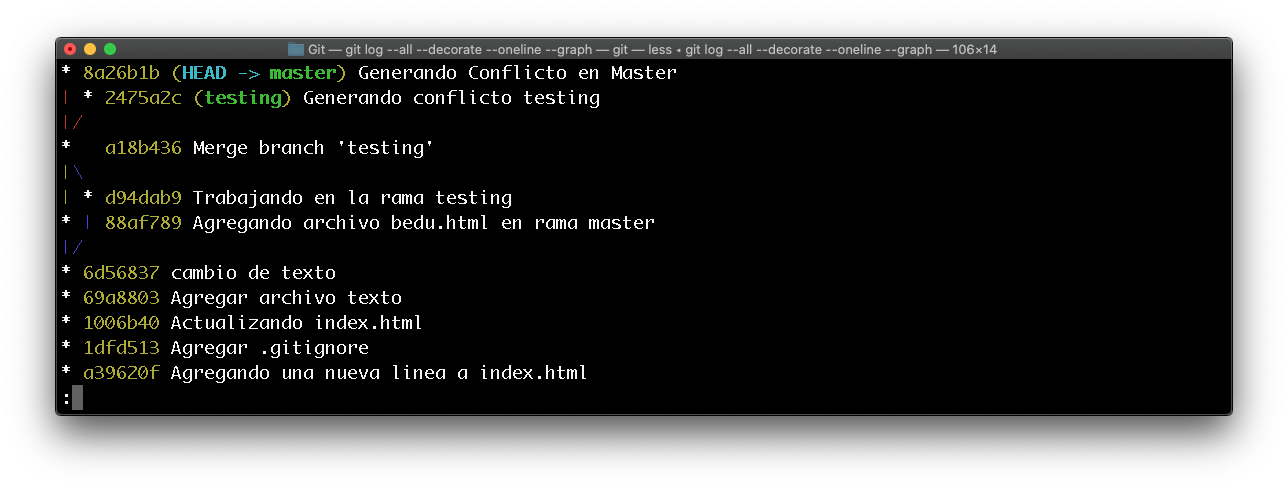 Git — git log --all --decorate --oneline --graph — git — less ◂ git log --all --decorate --oneline --graph — 106×14
* 8a26b1b (HEAD -> master) Generando Conflicto en Master
| * 2475a2c (testing) Generando conflicto testing
|/
*   a18b436 Merge branch 'testing'
|\
| * d94dab9 Trabajando en la rama testing
* | 88af789 Agregando archivo bedu.html en rama master
|/
* 6d56837 cambio de texto
* 69a8803 Agregar archivo texto
* 1006b40 Actualizando index.html
* 1dfd513 Agregar .gitignore
* a39620f Agregando una nueva linea a index.html
: